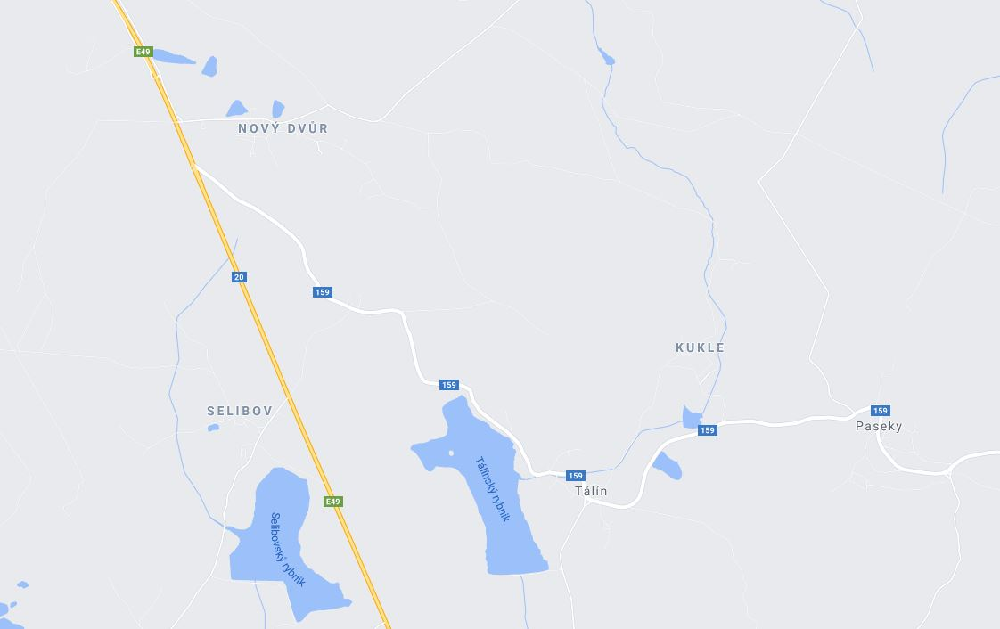 E49
NOVÝ DVŮR
20
159
KUKLE
159
SELIBOV
159
Paseky
159
Tálínský rybník
159
Tálín
E49
Selibovský rybník